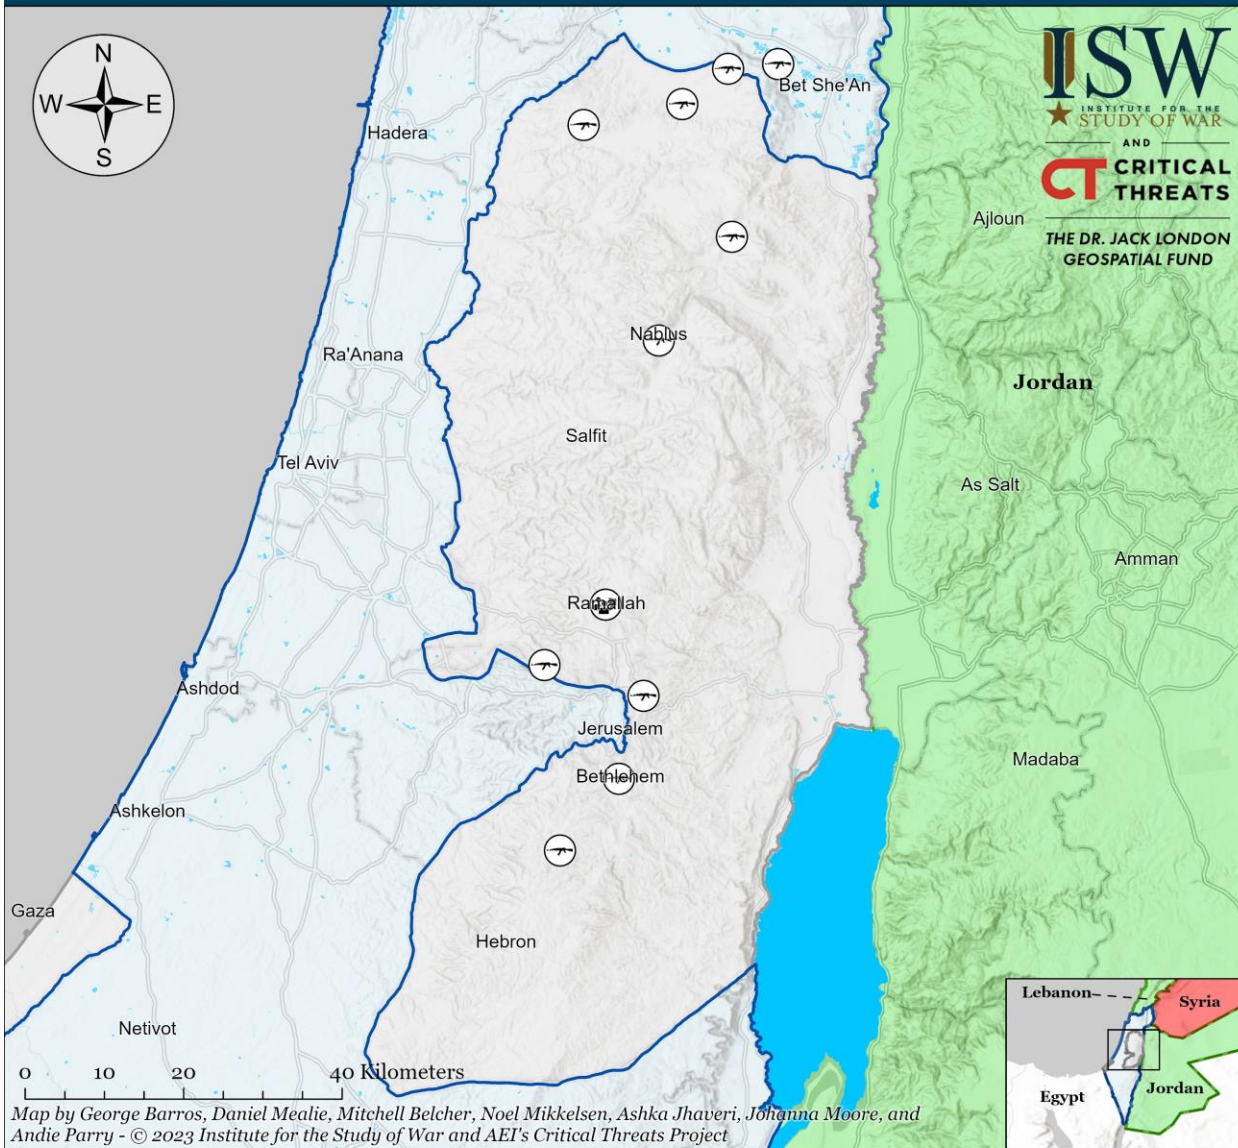 N
W E
S
ISW
INSTITUTE FOR THE
STUDY OF WAR
AND
CT CRITICAL
THREATS
THE DR. JACK LONDON
GEOSPATIAL FUND
Bet She'An
Hadera
Ajloun
Nablus
Ra'Anana
Jordan
Salfit
Tel Aviv
As Salt
Amman
Ramallah
Ashdod
Jerusalem
Madaba
Bethlehem
Ashkelon
Gaza
Hebron
Netivot
Lebanon
Syria
Egypt
Jordan
0 10 20 40 Kilometers
Map by George Barros, Daniel Mealie, Mitchell Belcher, Noel Mikkelsen, Ashka Jhaveri, Johanna Moore, and
Andie Parry - © 2023 Institute for the Study of War and AEI's Critical Threats Project